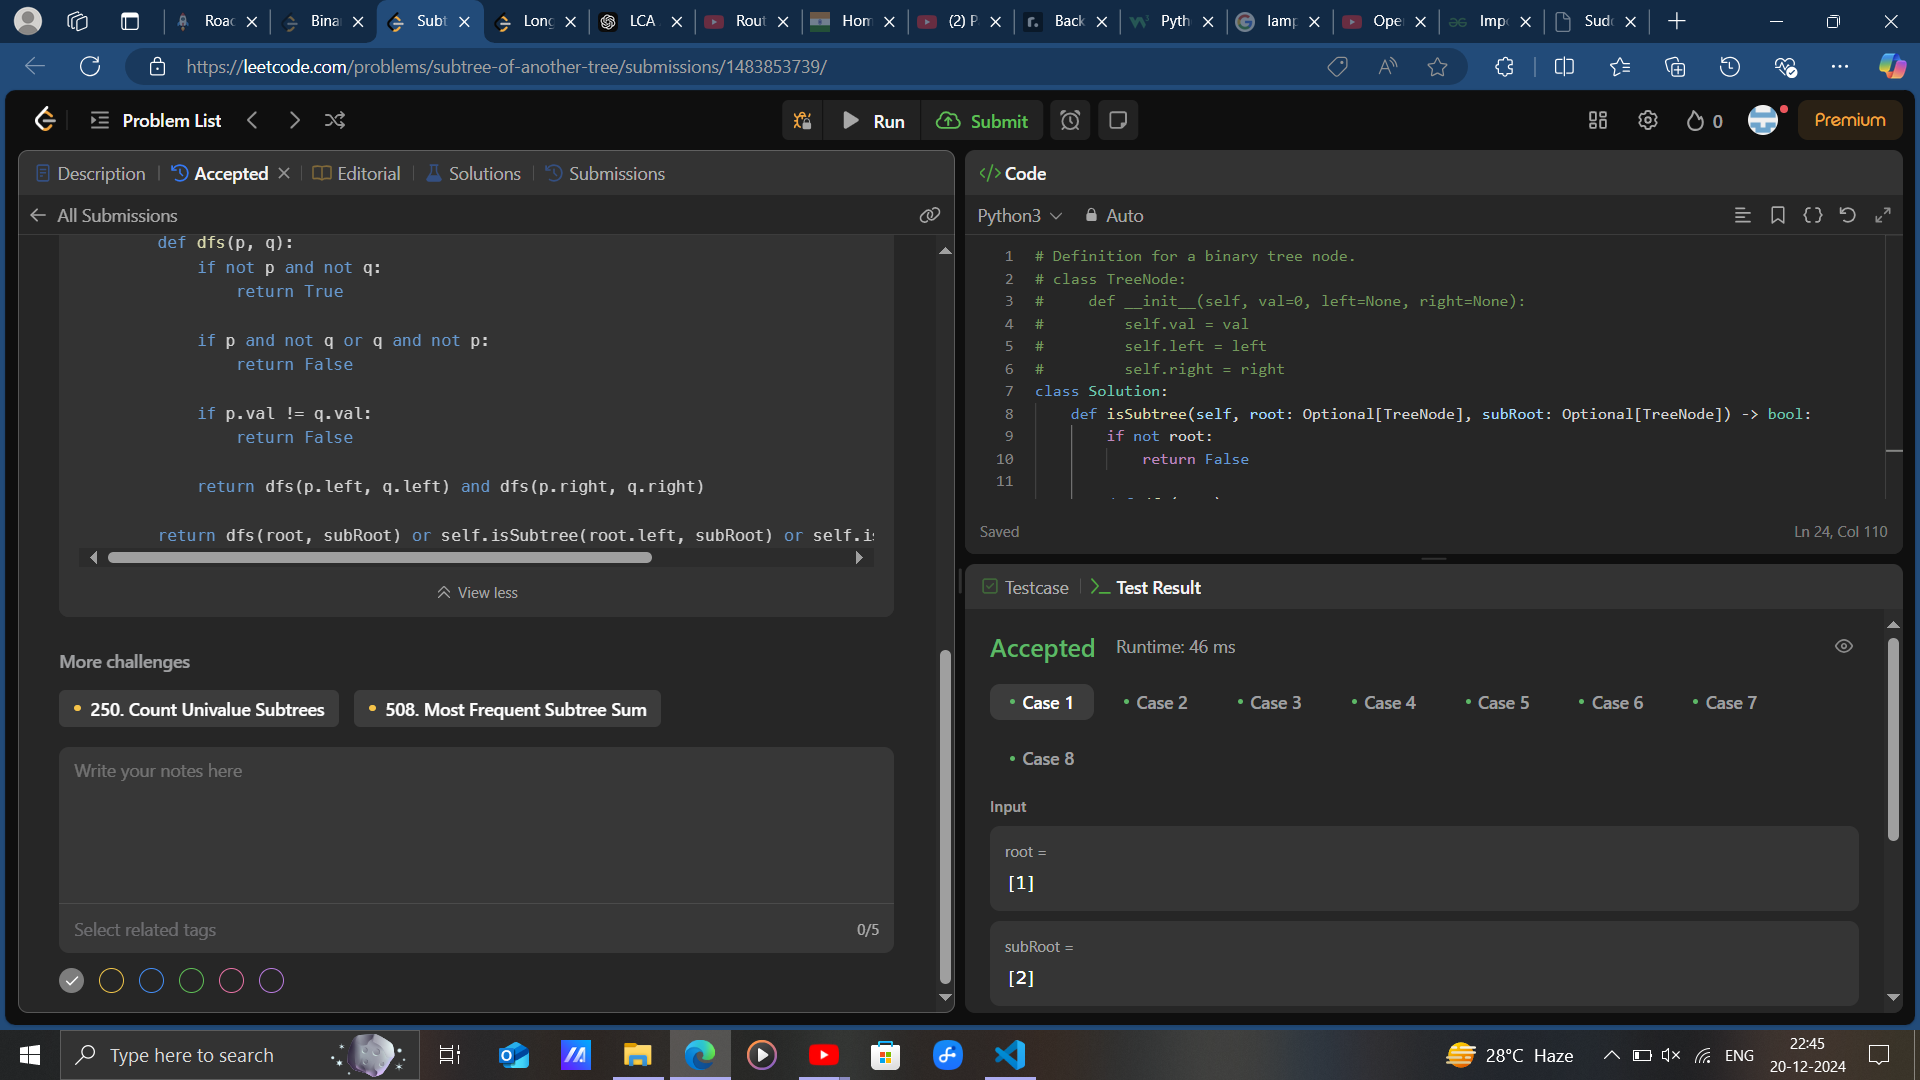 Roac
Bina
Subt
Long
LCA
Rout
Hom
(2) P
Back
Pyth
lamp
Ope
Impo
Sudo
https://leetcode.com/problems/subtree-of-another-tree/submissions/1483853739/
Problem List
Run
Submit
0
Premium
Description
Accepted
Editorial
Solutions
Submissions
All Submissions
def dfs(p, q):
if not p and not q:
return True
if p and not q or q and not p:
return False
if p.val != q.val:
return False
return dfs(p.left, q.left) and dfs(p.right, q.right)
return dfs(root, subRoot) or self.isSubtree(root.left, subRoot) or self.is
View less
More challenges
250. Count Univalue Subtrees
508. Most Frequent Subtree Sum
Write your notes here
Select related tags
0/5
</> Code
Python3
Auto
1 # Definition for a binary tree node.
2 # class TreeNode:
3 #     def __init__(self, val=0, left=None, right=None):
4 #         self.val = val
5 #         self.left = left
6 #         self.right = right
7 class Solution:
8     def isSubtree(self, root: Optional[TreeNode], subRoot: Optional[TreeNode]) -> bool:
9         if not root:
10             return False
11
Saved
Ln 24, Col 110
Testcase
Test Result
Accepted
Runtime: 46 ms
Case 1
Case 2
Case 3
Case 4
Case 5
Case 6
Case 7
Case 8
Input
root =
[1]
subRoot =
[2]
Type here to search
28°C Haze
ENG
22:45
20-12-2024